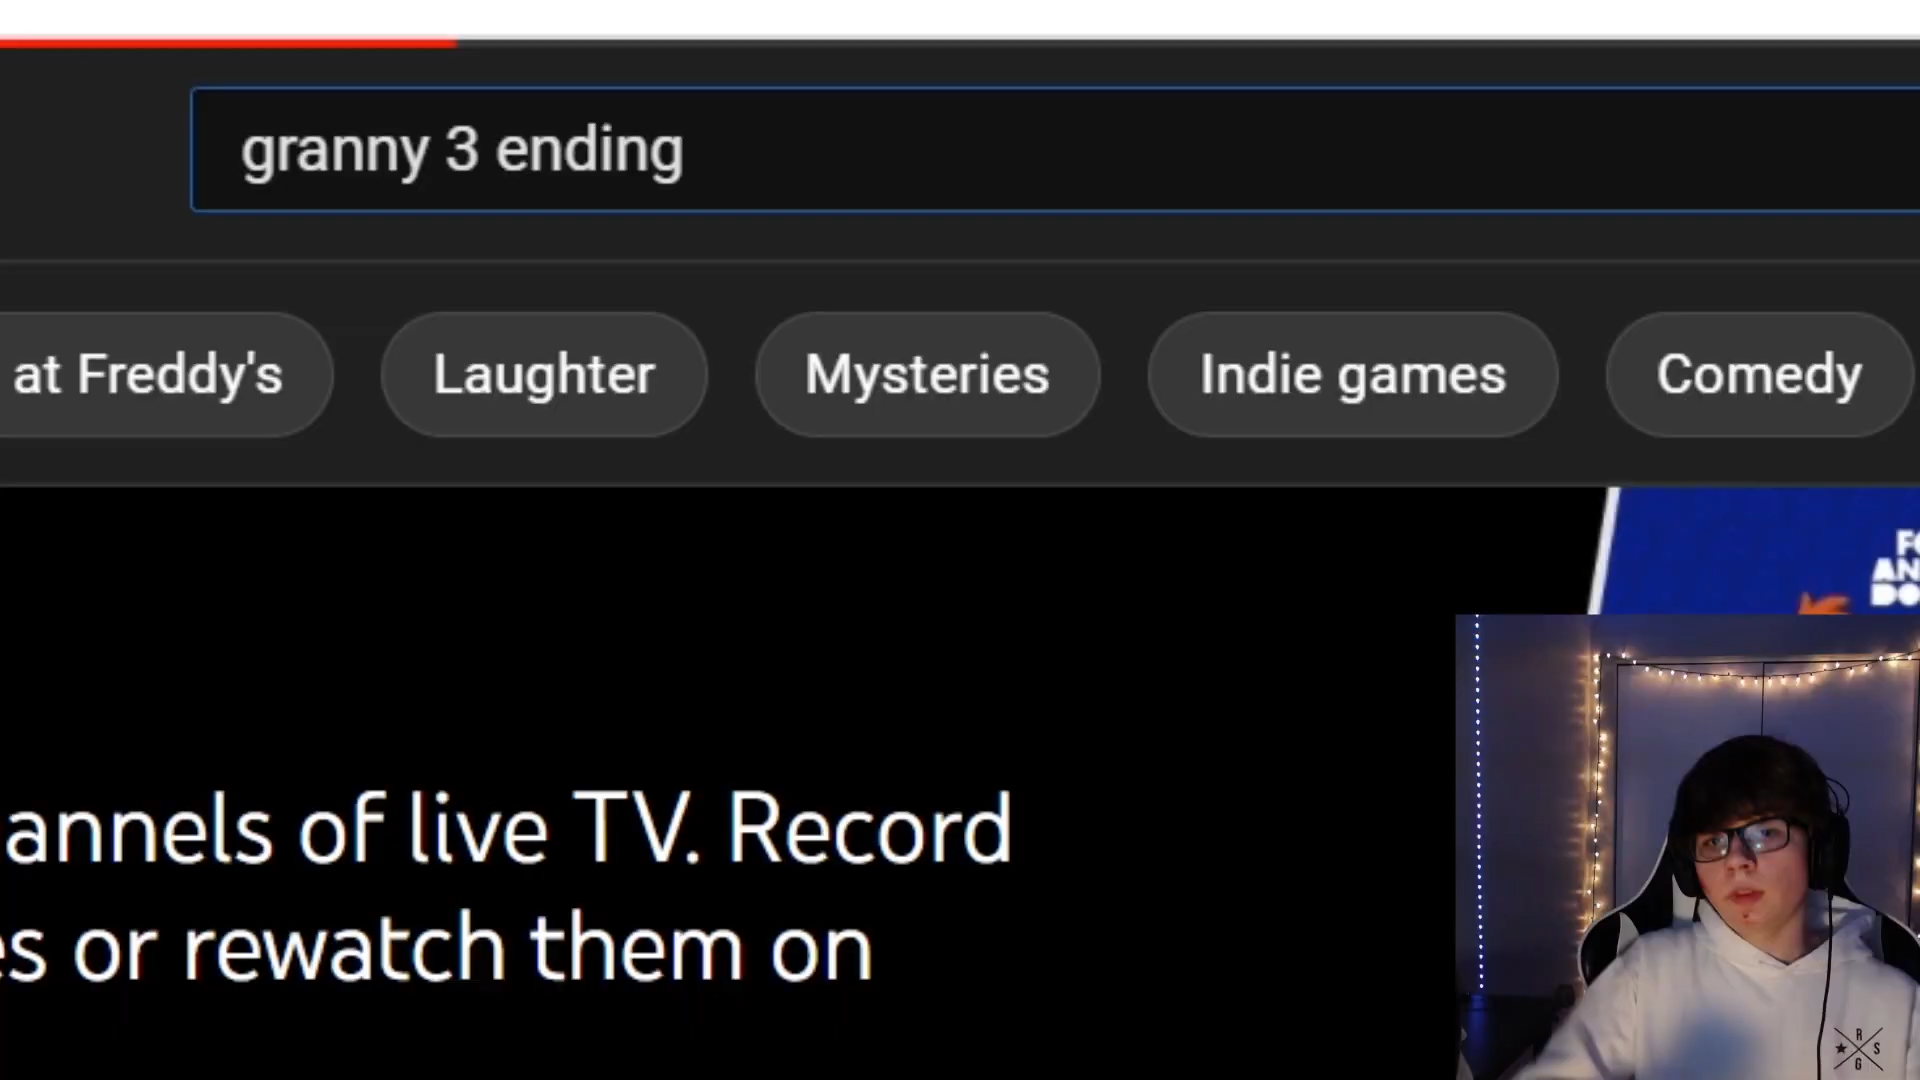 granny 3 ending
at Freddy's
Laughter
Mysteries
Indie games
Comedy
annels of live TV. Record
es or rewatch them on
R
S
G